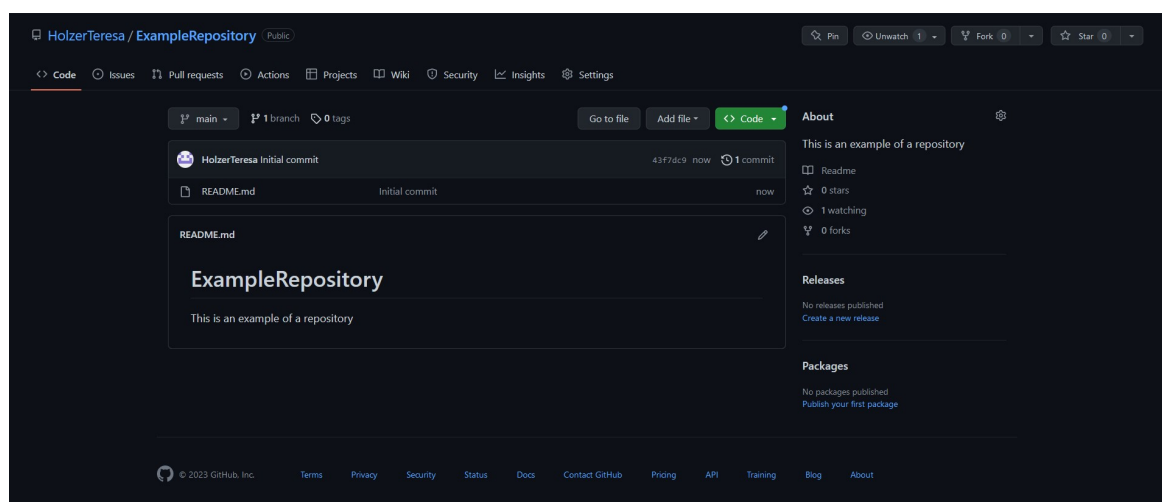 HolzerTeresa / ExampleRepository Public
Pin Unwatch 1 Fork 0 Star 0
<> Code Issues Pull requests Actions Projects Wiki Security Insights Settings
main 1 branch 0 tags Go to file Add file <> Code
HolzerTeresa Initial commit 43f7dc9 now 1 commit
README.md Initial commit now
README.md
ExampleRepository
This is an example of a repository
About
This is an example of a repository
Readme
0 stars
1 watching
0 forks
Releases
No releases published
Create a new release
Packages
No packages published
Publish your first package
© 2023 GitHub, Inc. Terms Privacy Security Status Docs Contact GitHub Pricing API Training Blog About